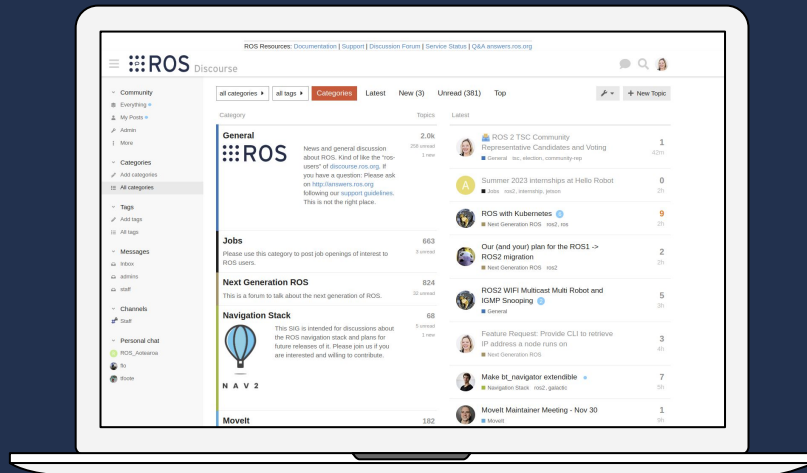 ROS Resources: Documentation | Support | Discussion Forum | Service Status | Q&A answers.ros.org
ROS Discourse
Community
Everything
My Posts
Admin
More
Categories
Add categories
All categories
Tags
Add tags
All tags
Messages
Inbox
admins
staff
Channels
Staff
Personal chat
ROS_Antearia
flo
tfoote
all categories
all tags
Categories
Latest
New (3)
Unread (381)
Top
+ New Topic
Category
Topics
General
2.0k
258 unread
1 new
ROS
News and general discussion
about ROS. Kind of like the "ros-
users" of discourse.ros.org. If
you have a question: Please ask
on http://answers.ros.org
following our support guidelines.
This is not the right place.
Jobs
663
9 unread
Please use this category to post job openings of interest to
ROS users.
Next Generation ROS
824
32 unread
This is a forum to talk about the next generation of ROS.
Navigation Stack
68
5 unread
1 new
This SIG is intended for discussions about
the ROS navigation stack and plans for
future releases of it. Please join us if you
are interested and willing to contribute.
NAV2
MoveIt
182
Latest
ROS 2 TSC Community
Representative Candidates and Voting
General tsc, election, community-rep
1
42m
Summer 2023 internships at Hello Robot
Jobs ros2, internship, jetson
0
2h
A
ROS with Kubernetes
Next Generation ROS ros2, ros
9
2h
Our (and your) plan for the ROS1 ->
ROS2 migration
Next Generation ROS ros2
2
2h
ROS2 WIFI Multicast Multi Robot and
IGMP Snooping
General
5
2h
Feature Request: Provide CLI to retrieve
IP address a node runs on
Next Generation ROS
3
4h
Make bt_navigator extendible
Navigation Stack ros2, galactic
7
5h
MoveIt Maintainer Meeting - Nov 30
MoveIt
1
5h